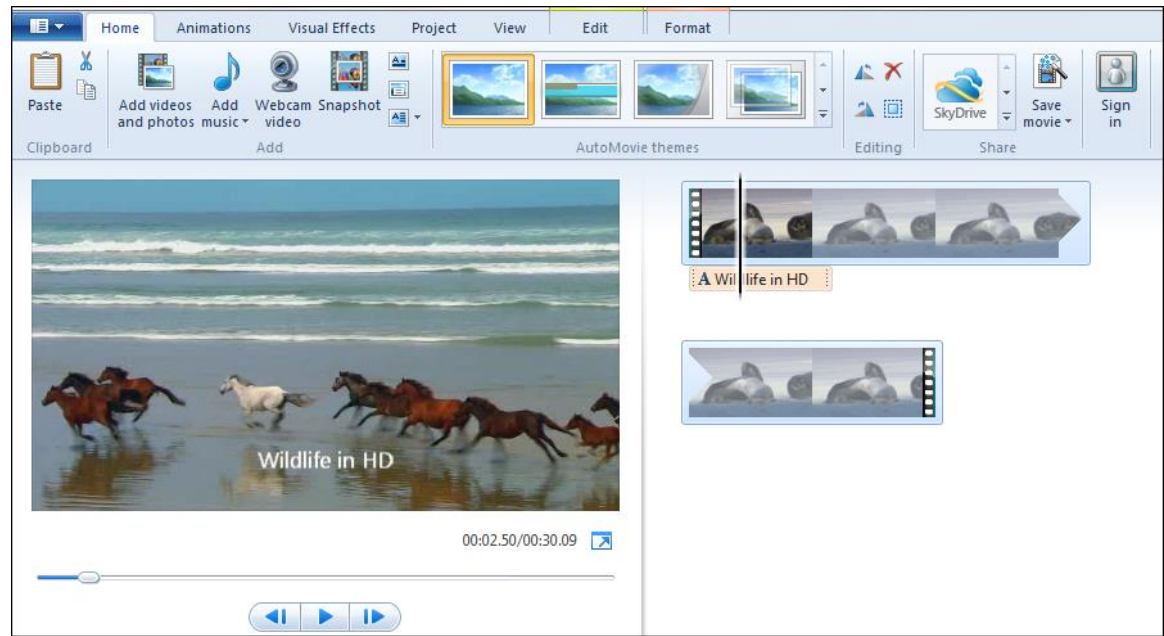 Home Animations Visual Effects Project View Edit Format
Paste
Add videos
and photos
Add
music
Webcam
video
Snapshot
SkyDrive
Save
movie
Sign
in
Clipboard Add AutoMovie themes Editing Share
A Wildlife in HD
Wildlife in HD
00:02.50/00:30.09